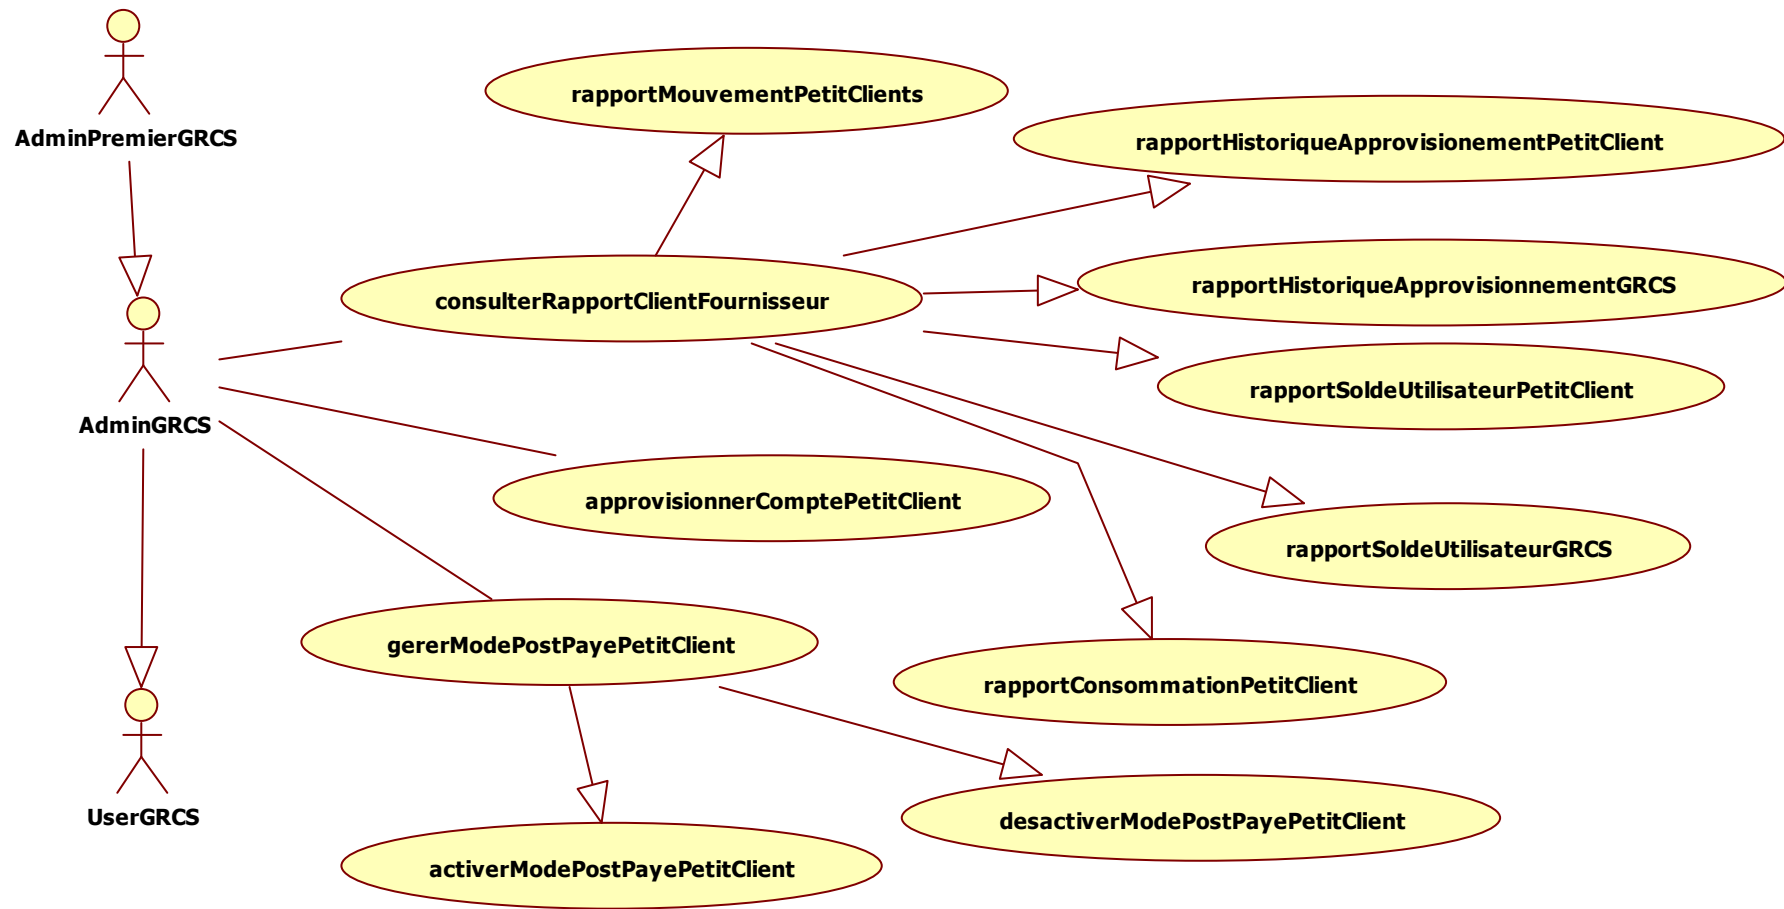 AdminPremierGRCS
rapportMouvementPetitClients
rapportHistoriqueApprovisionementPetitClient
rapportHistoriqueApprovisionnementGRCS
consulterRapportClientFournisseur
rapportSoldeUtilisateurPetitClient
AdminGRCS
approvisionnerComptePetitClient
rapportSoldeUtilisateurGRCS
gererModePostPayePetitClient
rapportConsommationPetitClient
UserGRCS
desactiverModePostPayePetitClient
activerModePostPayePetitClient